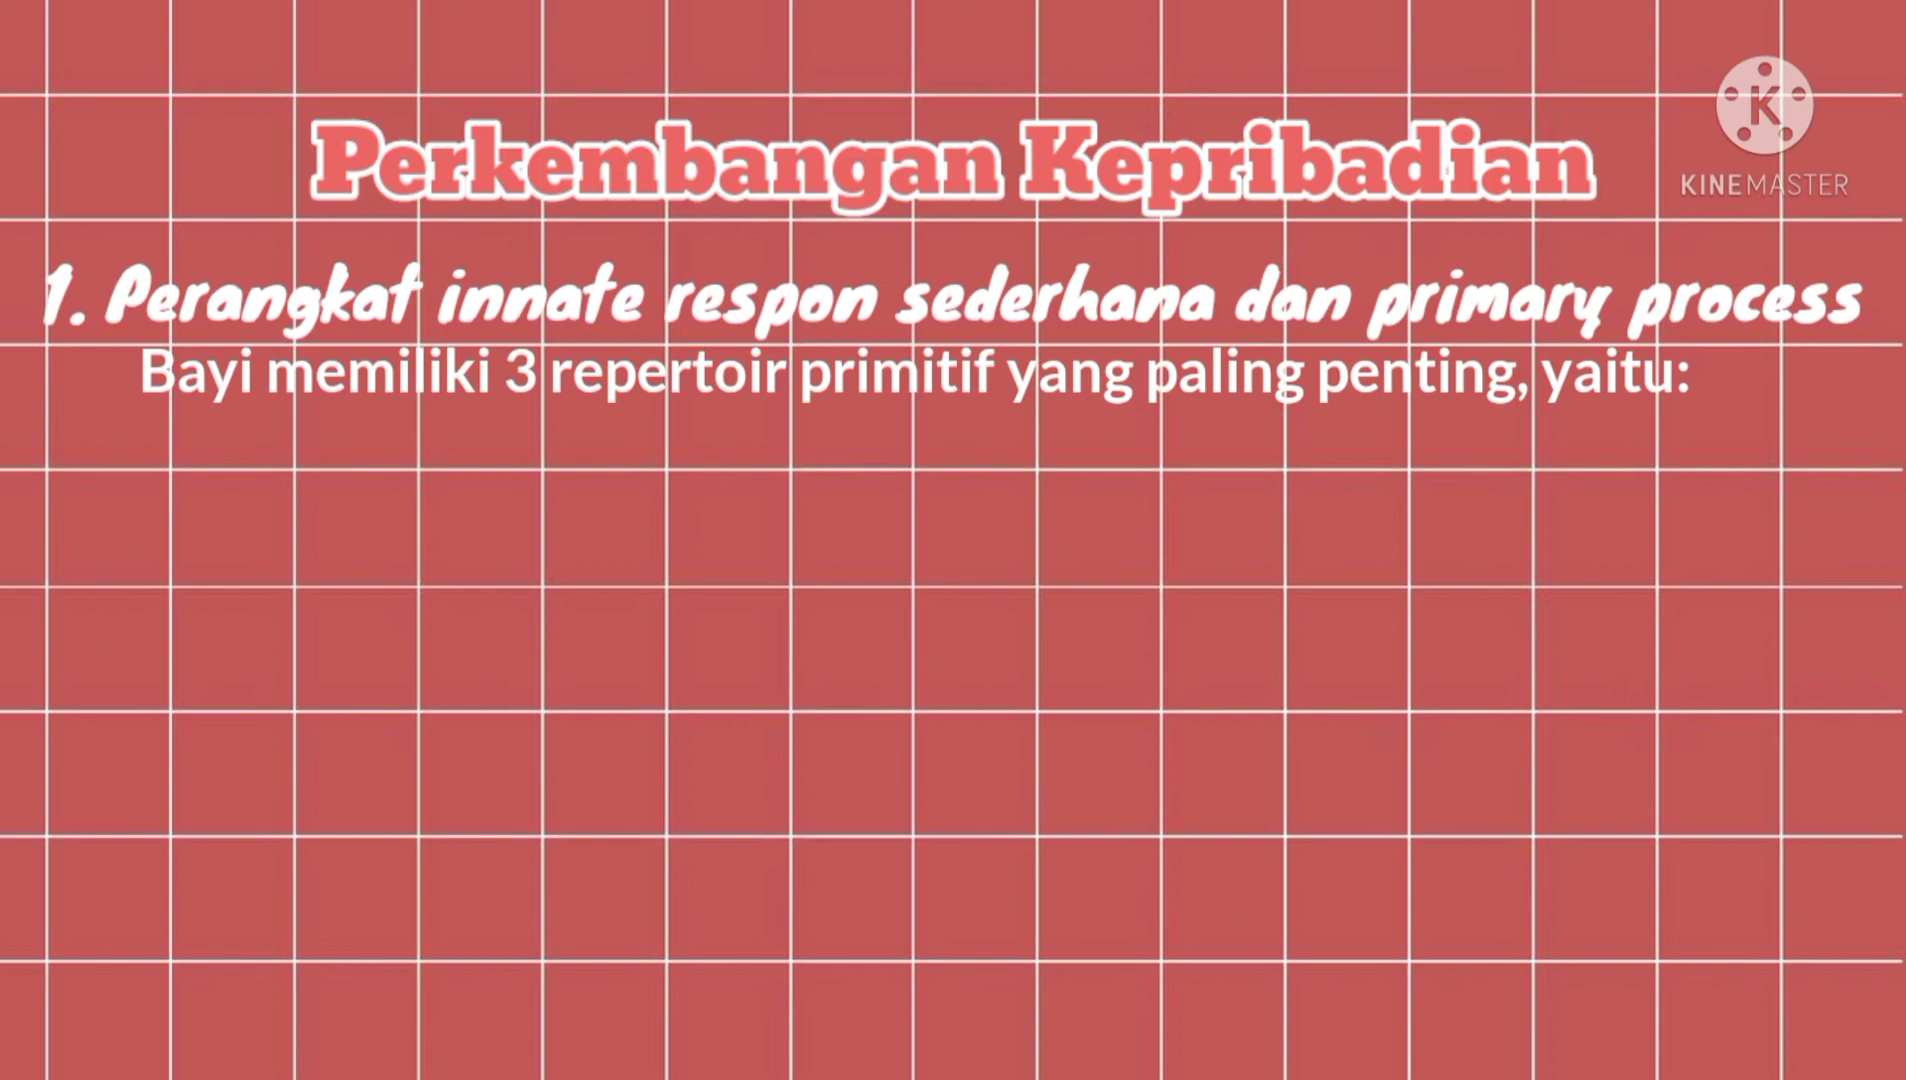 Perkembangan Kepribadian
K
KINEMASTER
1. Perangkat innate respon sederhana dan primary process
Bayi memiliki 3 repertoir primitif yang paling penting, yaitu: